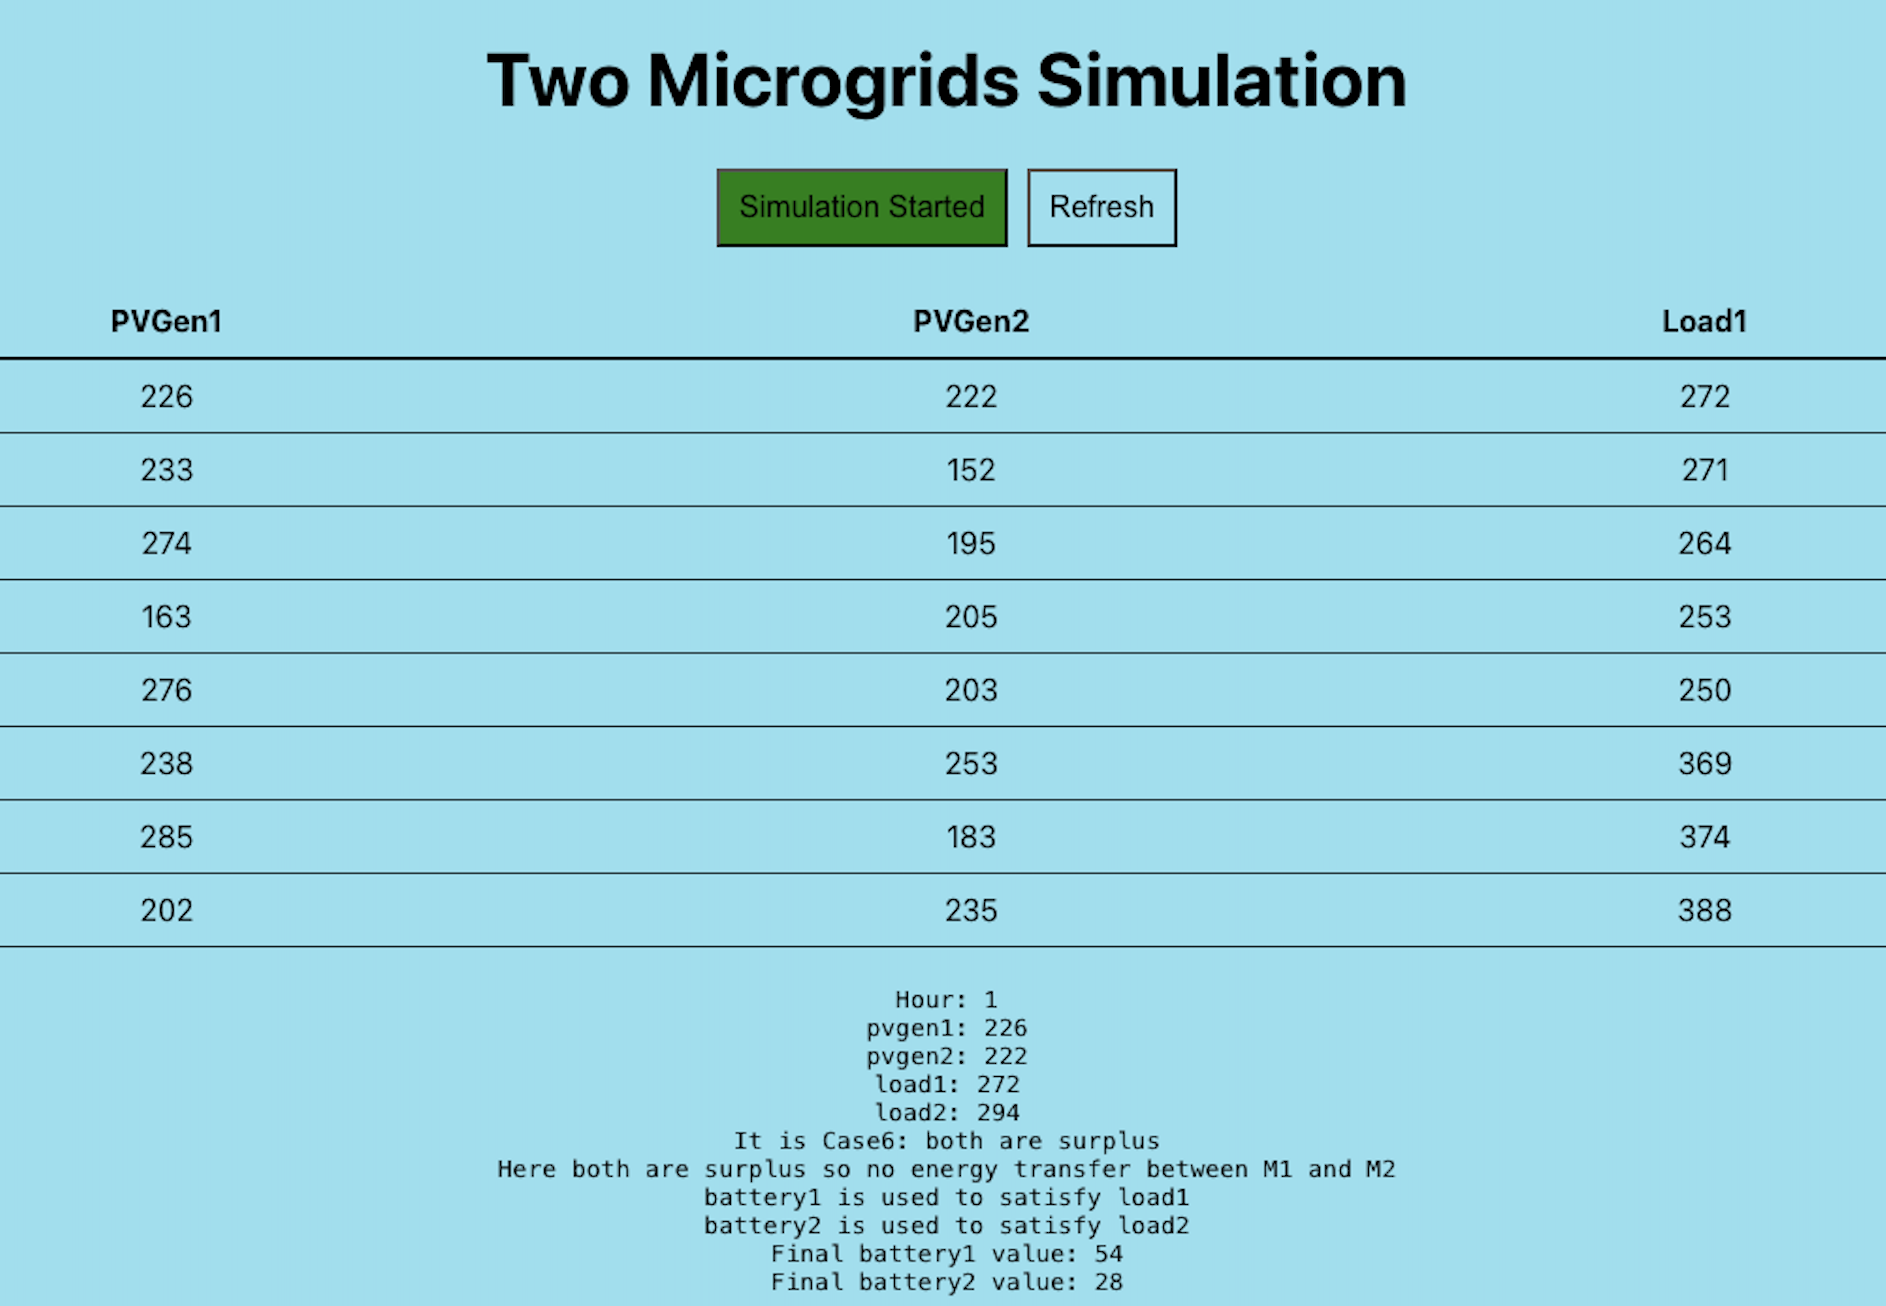 Two Microgrids Simulation
Simulation Started Refresh
PVGen1 PVGen2 Load1
226 222 272
233 152 271
274 195 264
163 205 253
276 203 250
238 253 369
285 183 374
202 235 388
Hour: 1
pvgen1: 226
pvgen2: 222
load1: 272
load2: 294
It is Case6: both are surplus
Here both are surplus so no energy transfer between M1 and M2
battery1 is used to satisfy load1
battery2 is used to satisfy load2
Final battery1 value: 54
Final battery2 value: 28